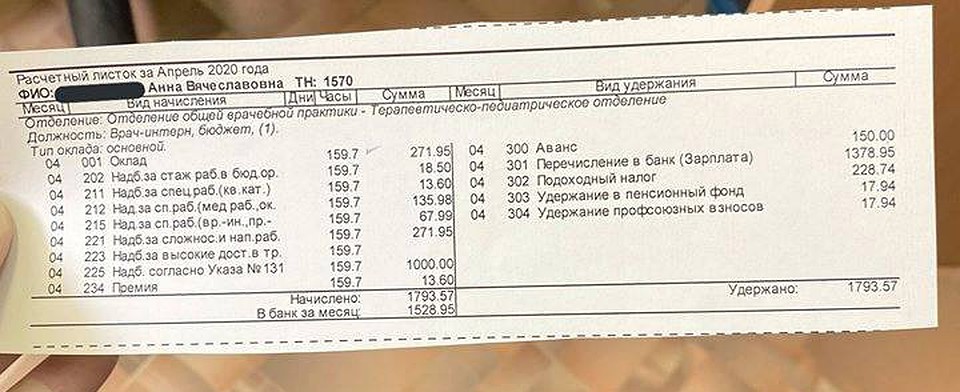 Расчетный листок за Апрель 2020 года
ФИО: Анна Вячеславовна ТН: 1570
Месяц Вид начисления Дни Часы Сумма Месяц Вид удержания Сумма
Отделение: Отделение общей врачебной практики - Терапевтическо-педиатрическое отделение
Должность: Врач-интерн, бюджет, (1).
Тип оклада: основной.
04 001 Оклад 159.7 271.95 04 300 Аванс 150.00
04 202 Надб.за стаж раб.в бюд.ор. 159.7 18.50 04 301 Перечисление в банк (Зарплата) 1378.95
04 211 Надб.за спец.раб.(кв.кат.) 159.7 13.60 04 302 Подоходный налог 228.74
04 212 Над.за сп.раб.(мед раб.,ок. 159.7 135.98 04 303 Удержание в пенсионный фонд 17.94
04 215 Над.за сп.раб.(вр.-ин.,пр.- 159.7 67.99 04 304 Удержание профсоюзных взносов 17.94
04 221 Надб.за сложнос.и нап.раб. 159.7 271.95
04 223 Надб.за высокие дост.в тр. 159.7
04 225 Надб. согласно Указа №131 159.7 1000.00
04 234 Премия 159.7 13.60
Начислено: 1793.57 Удержано: 1793.57
В банк за месяц: 1528.95